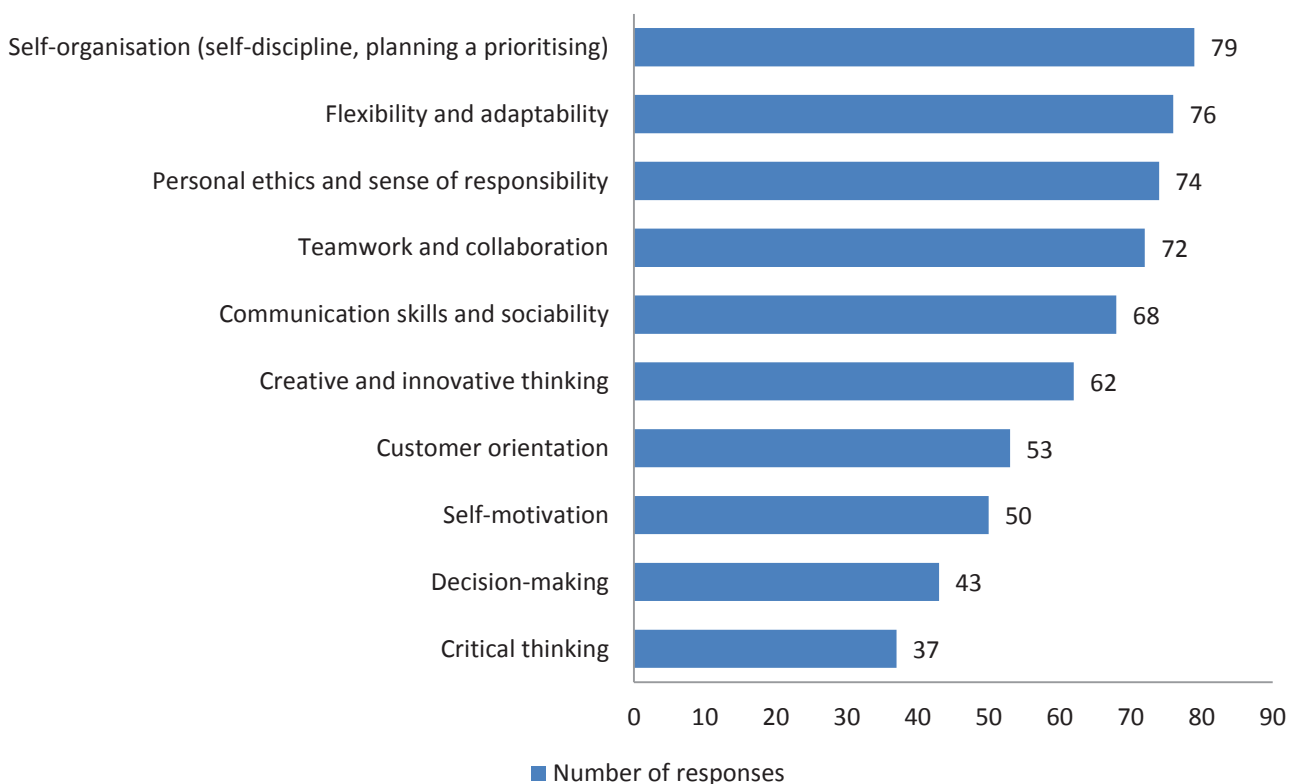 Self-organisation (self-discipline, planning a prioritising) 79
Flexibility and adaptability 76
Personal ethics and sense of responsibility 74
Teamwork and collaboration 72
Communication skills and sociability 68
Creative and innovative thinking 62
Customer orientation 53
Self-motivation 50
Decision-making 43
Critical thinking 37
0 10 20 30 40 50 60 70 80 90
Number of responses